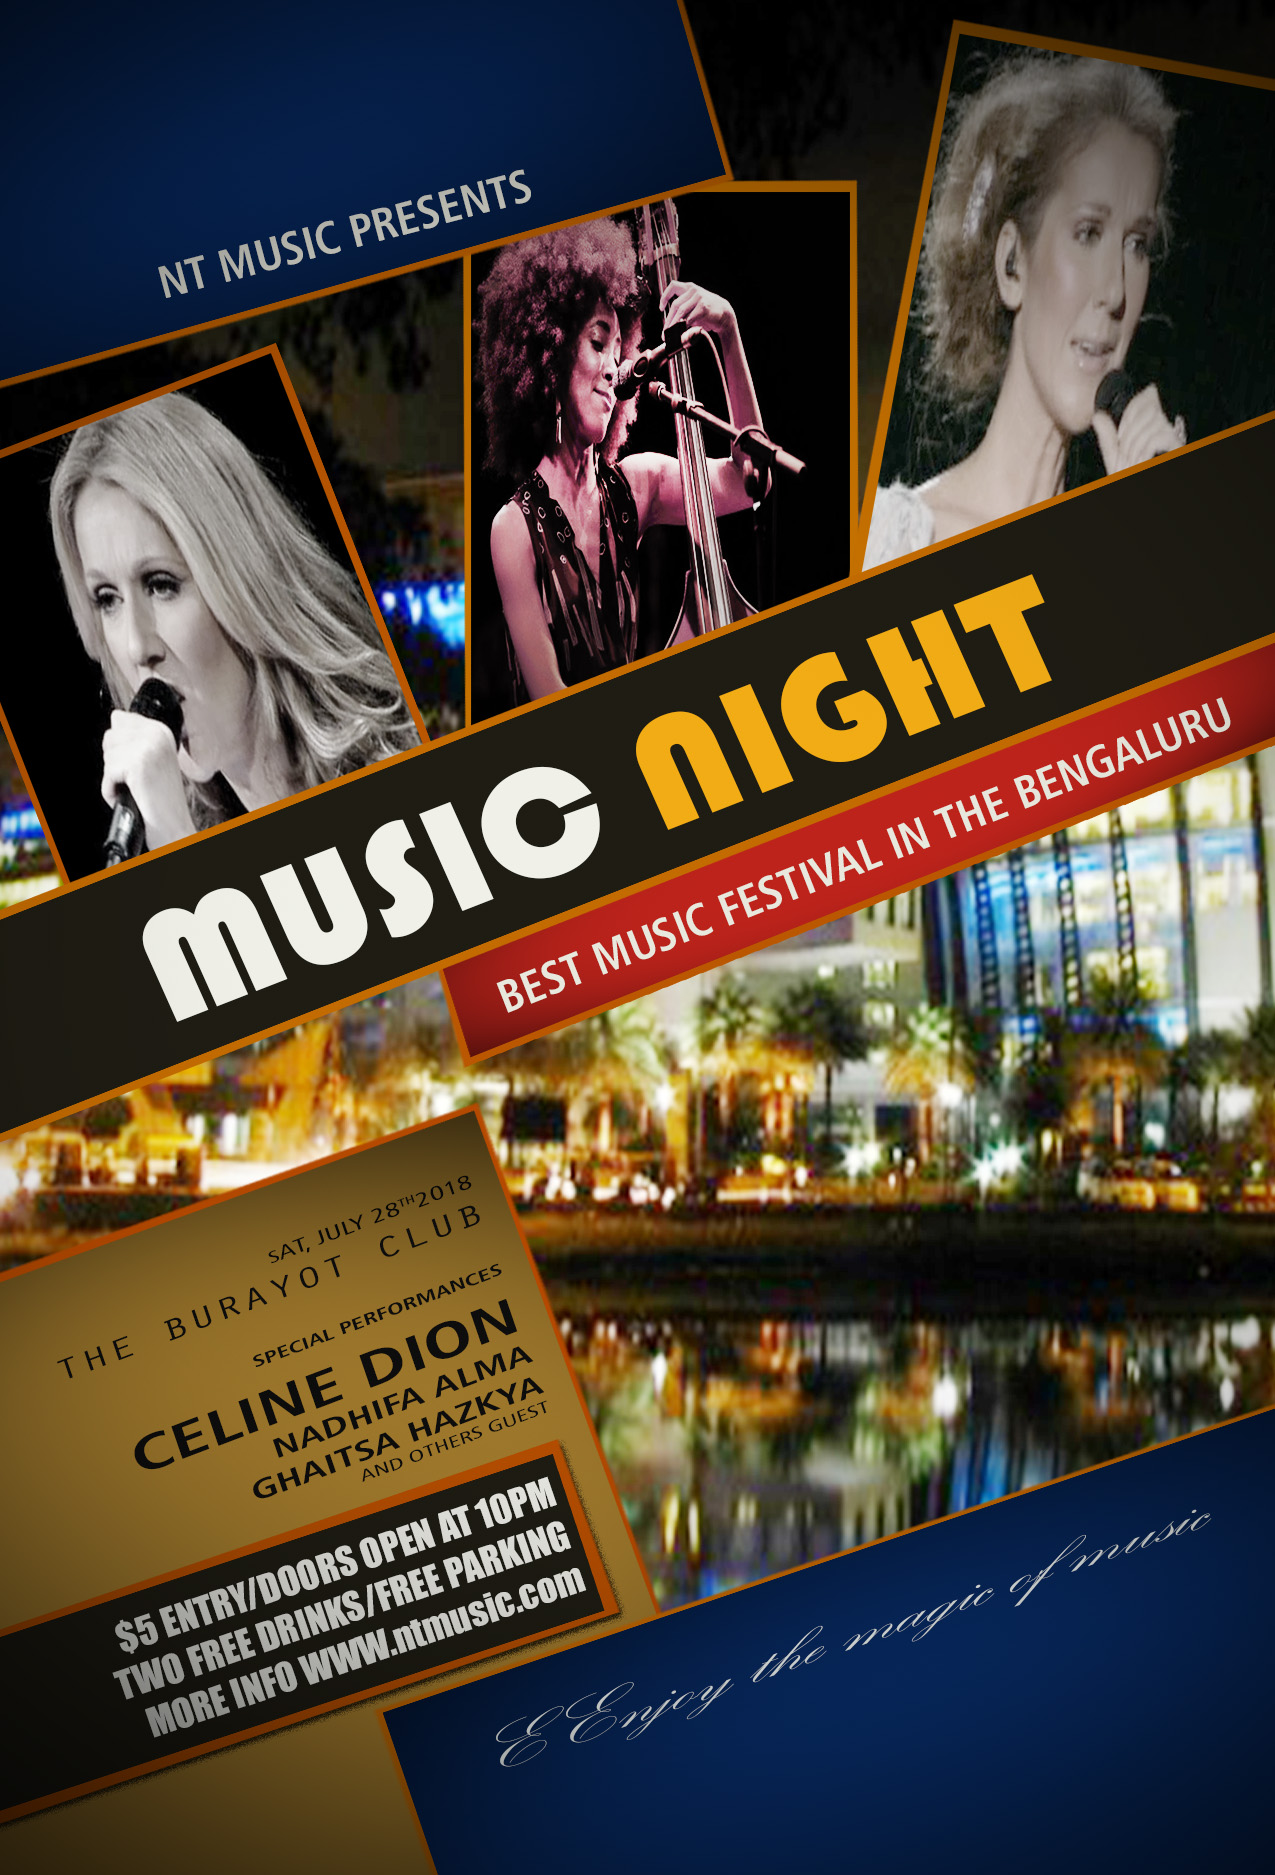 NT MUSIC PRESENTS
MUSIC NIGHT
BEST MUSIC FESTIVAL IN THE BENGALURU
SAT, JULY 28TH2018
THE BURAYOT CLUB
SPECIAL PERFORMANCES
CELINE DION
NADHIFA ALMA
GHAITSA HAZKYA
AND OTHERS GUEST
$5 ENTRY/DOORS OPEN AT 10PM
TWO FREE DRINKS/FREE PARKING
MORE INFO WWW.ntmusic.com
EEnjoy the magic of music